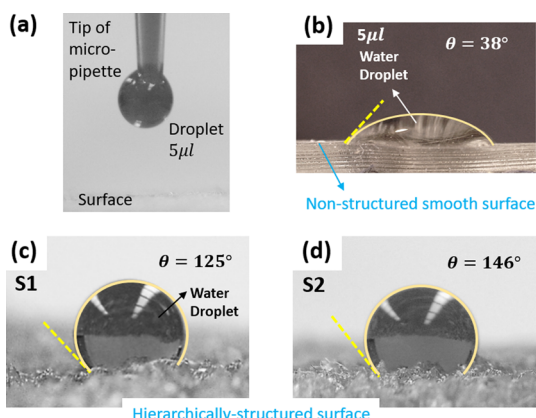 (a)
Tip of
micro-
pipette
Droplet
5μl
Surface
(b)
5μl
Water
Droplet
θ = 38°
Non-structured smooth surface
(c)
S1
θ = 125°
Water
Droplet
(d)
S2
θ = 146°
Hierarchically-structured surface